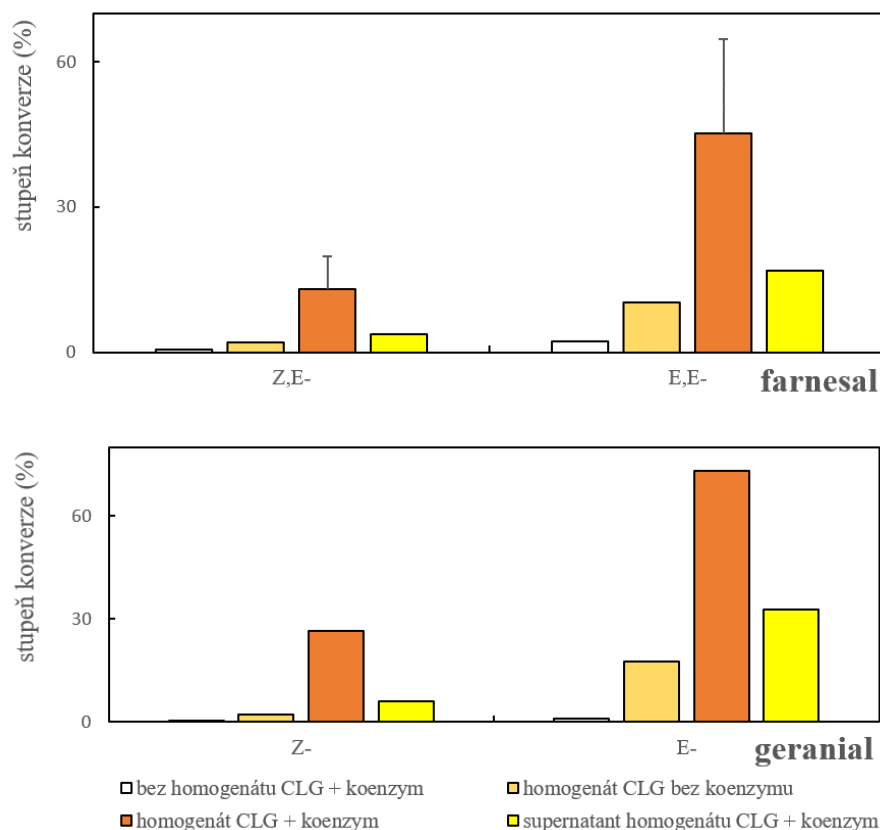 stupeň konverze (%)
60
30
0
Z,E-
E,E-
farnesal
stupeň konverze (%)
60
30
0
Z-
E-
geranial
bez homogenátu CLG + koenzym
homogenát CLG bez koenzymu
homogenát CLG + koenzym
supernatant homogenátu CLG + koenzym